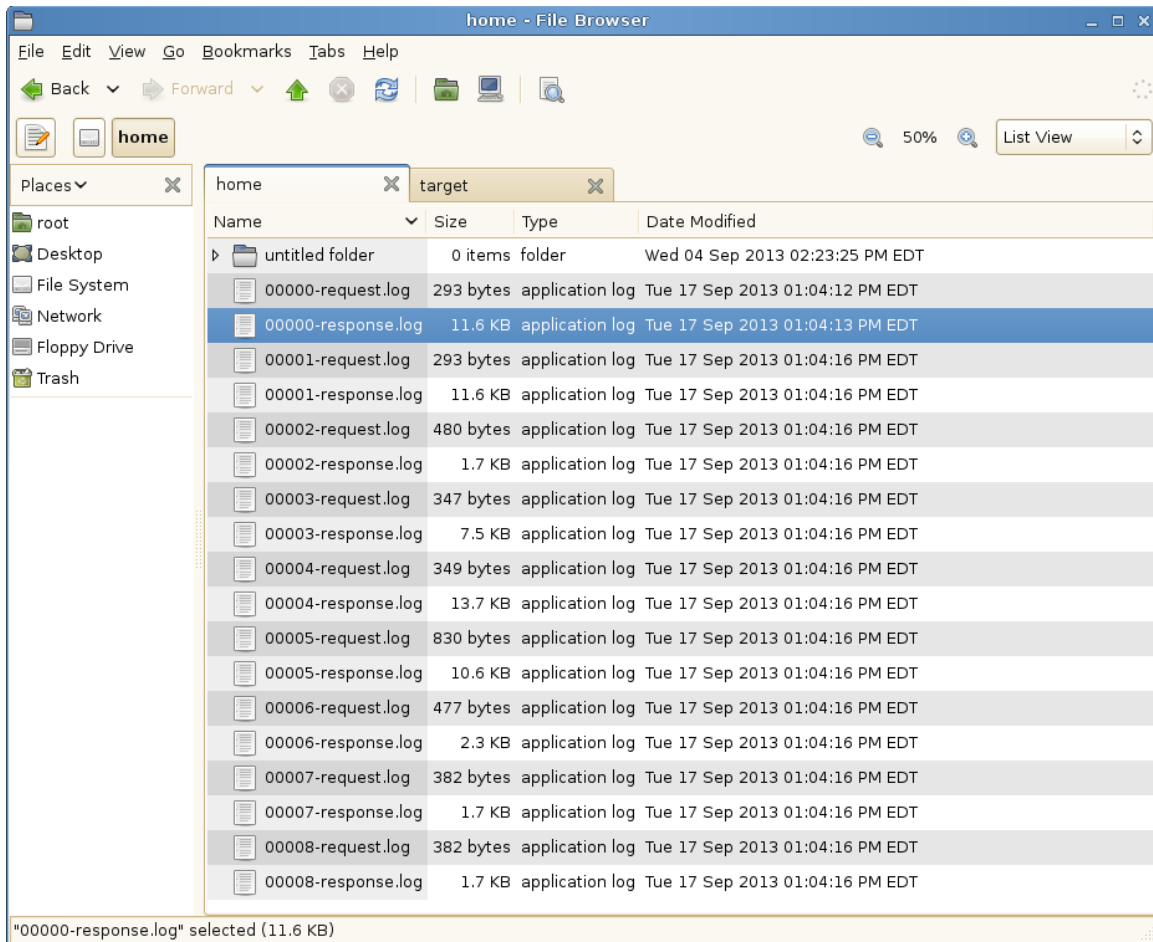 home - File Browser
File Edit View Go Bookmarks Tabs Help
Back Forward
home 50% List View
Places home target
Name Size Type Date Modified
root
Desktop
File System
Network
Floppy Drive
Trash
untitled folder 0 items folder Wed 04 Sep 2013 02:23:25 PM EDT
00000-request.log 293 bytes application log Tue 17 Sep 2013 01:04:12 PM EDT
00000-response.log 11.6 KB application log Tue 17 Sep 2013 01:04:13 PM EDT
00001-request.log 293 bytes application log Tue 17 Sep 2013 01:04:16 PM EDT
00001-response.log 11.6 KB application log Tue 17 Sep 2013 01:04:16 PM EDT
00002-request.log 480 bytes application log Tue 17 Sep 2013 01:04:16 PM EDT
00002-response.log 1.7 KB application log Tue 17 Sep 2013 01:04:16 PM EDT
00003-request.log 347 bytes application log Tue 17 Sep 2013 01:04:16 PM EDT
00003-response.log 7.5 KB application log Tue 17 Sep 2013 01:04:16 PM EDT
00004-request.log 349 bytes application log Tue 17 Sep 2013 01:04:16 PM EDT
00004-response.log 13.7 KB application log Tue 17 Sep 2013 01:04:16 PM EDT
00005-request.log 830 bytes application log Tue 17 Sep 2013 01:04:16 PM EDT
00005-response.log 10.6 KB application log Tue 17 Sep 2013 01:04:16 PM EDT
00006-request.log 477 bytes application log Tue 17 Sep 2013 01:04:16 PM EDT
00006-response.log 2.3 KB application log Tue 17 Sep 2013 01:04:16 PM EDT
00007-request.log 382 bytes application log Tue 17 Sep 2013 01:04:16 PM EDT
00007-response.log 1.7 KB application log Tue 17 Sep 2013 01:04:16 PM EDT
00008-request.log 382 bytes application log Tue 17 Sep 2013 01:04:16 PM EDT
00008-response.log 1.7 KB application log Tue 17 Sep 2013 01:04:16 PM EDT
"00000-response.log" selected (11.6 KB)